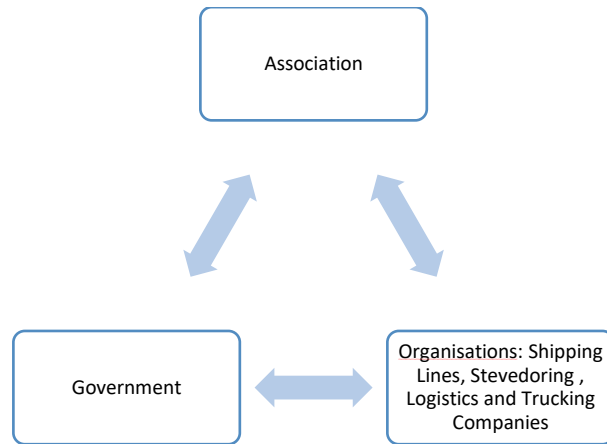 Association
Government
Organisations: Shipping
Lines, Stevedoring ,
Logistics and Trucking
Companies